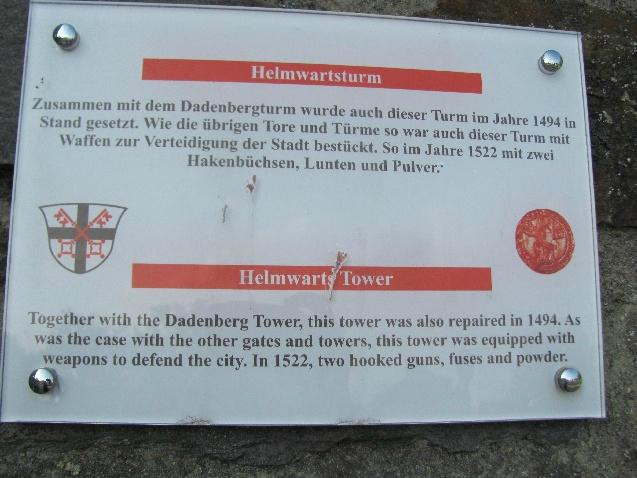 Helmwartsturm
Zusammen mit dem Dadenbergturm wurde auch dieser Turm im Jahre 1494 in
Stand gesetzt. Wie die übrigen Tore und Türme so war auch dieser Turm mit
Waffen zur Verteidigung der Stadt bestückt. So im Jahre 1522 mit zwei
Hakenbüchsen, Lunten und Pulver.
Helmwarts Tower
Together with the Dadenberg Tower, this tower was also repaired in 1494. As
was the case with the other gates and towers, this tower was equipped with
weapons to defend the city. In 1522, two hooked guns, fuses and powder.